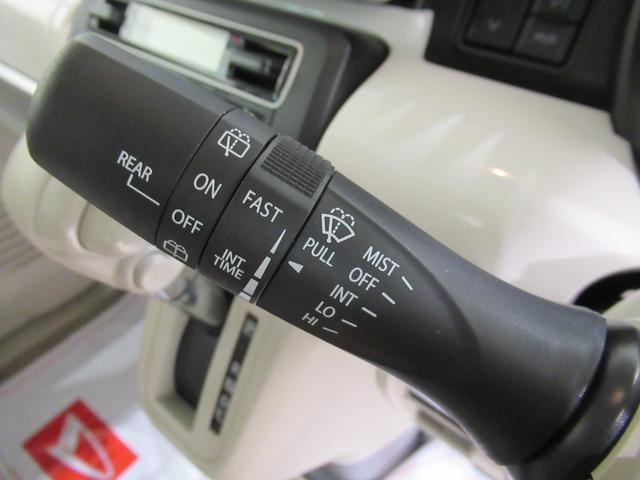 REAR
ON
OFF
FAST
INT
TIME
PULL
MIST
OFF
INT
LO
HI